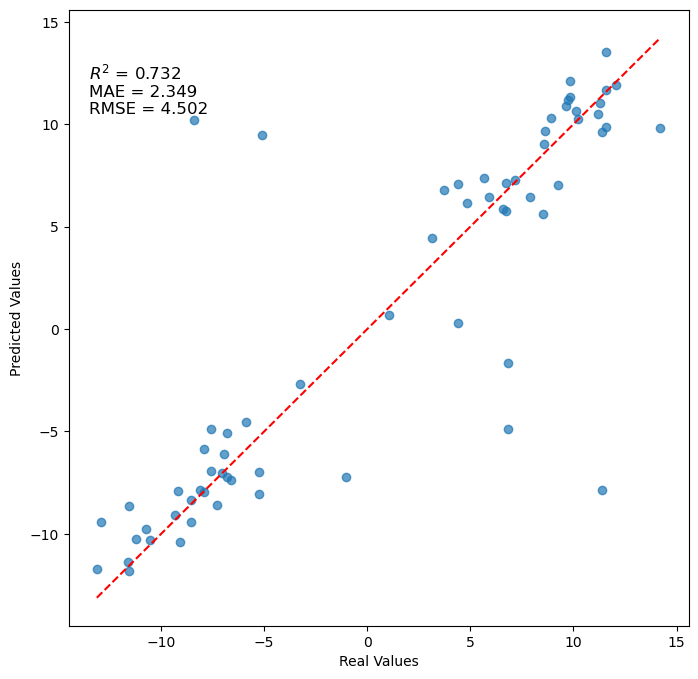 15
R² = 0.732
MAE = 2.349
RMSE = 4.502
10
5
0
−5
−10
Predicted Values
−10 −5 0 5 10 15
Real Values